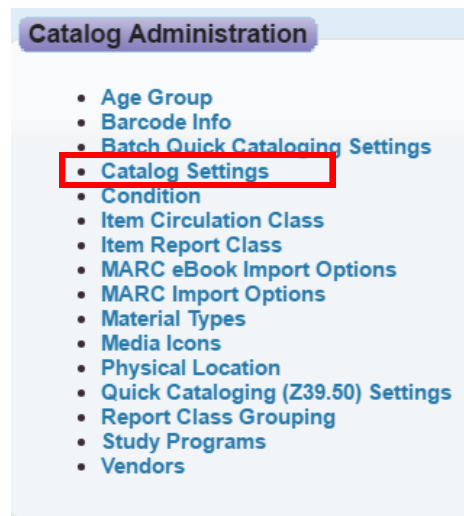 Catalog Administration
Age Group
Barcode Info
Batch Quick Cataloging Settings
Catalog Settings
Condition
Item Circulation Class
Item Report Class
MARC eBook Import Options
MARC Import Options
Material Types
Media Icons
Physical Location
Quick Cataloging (Z39.50) Settings
Report Class Grouping
Study Programs
Vendors